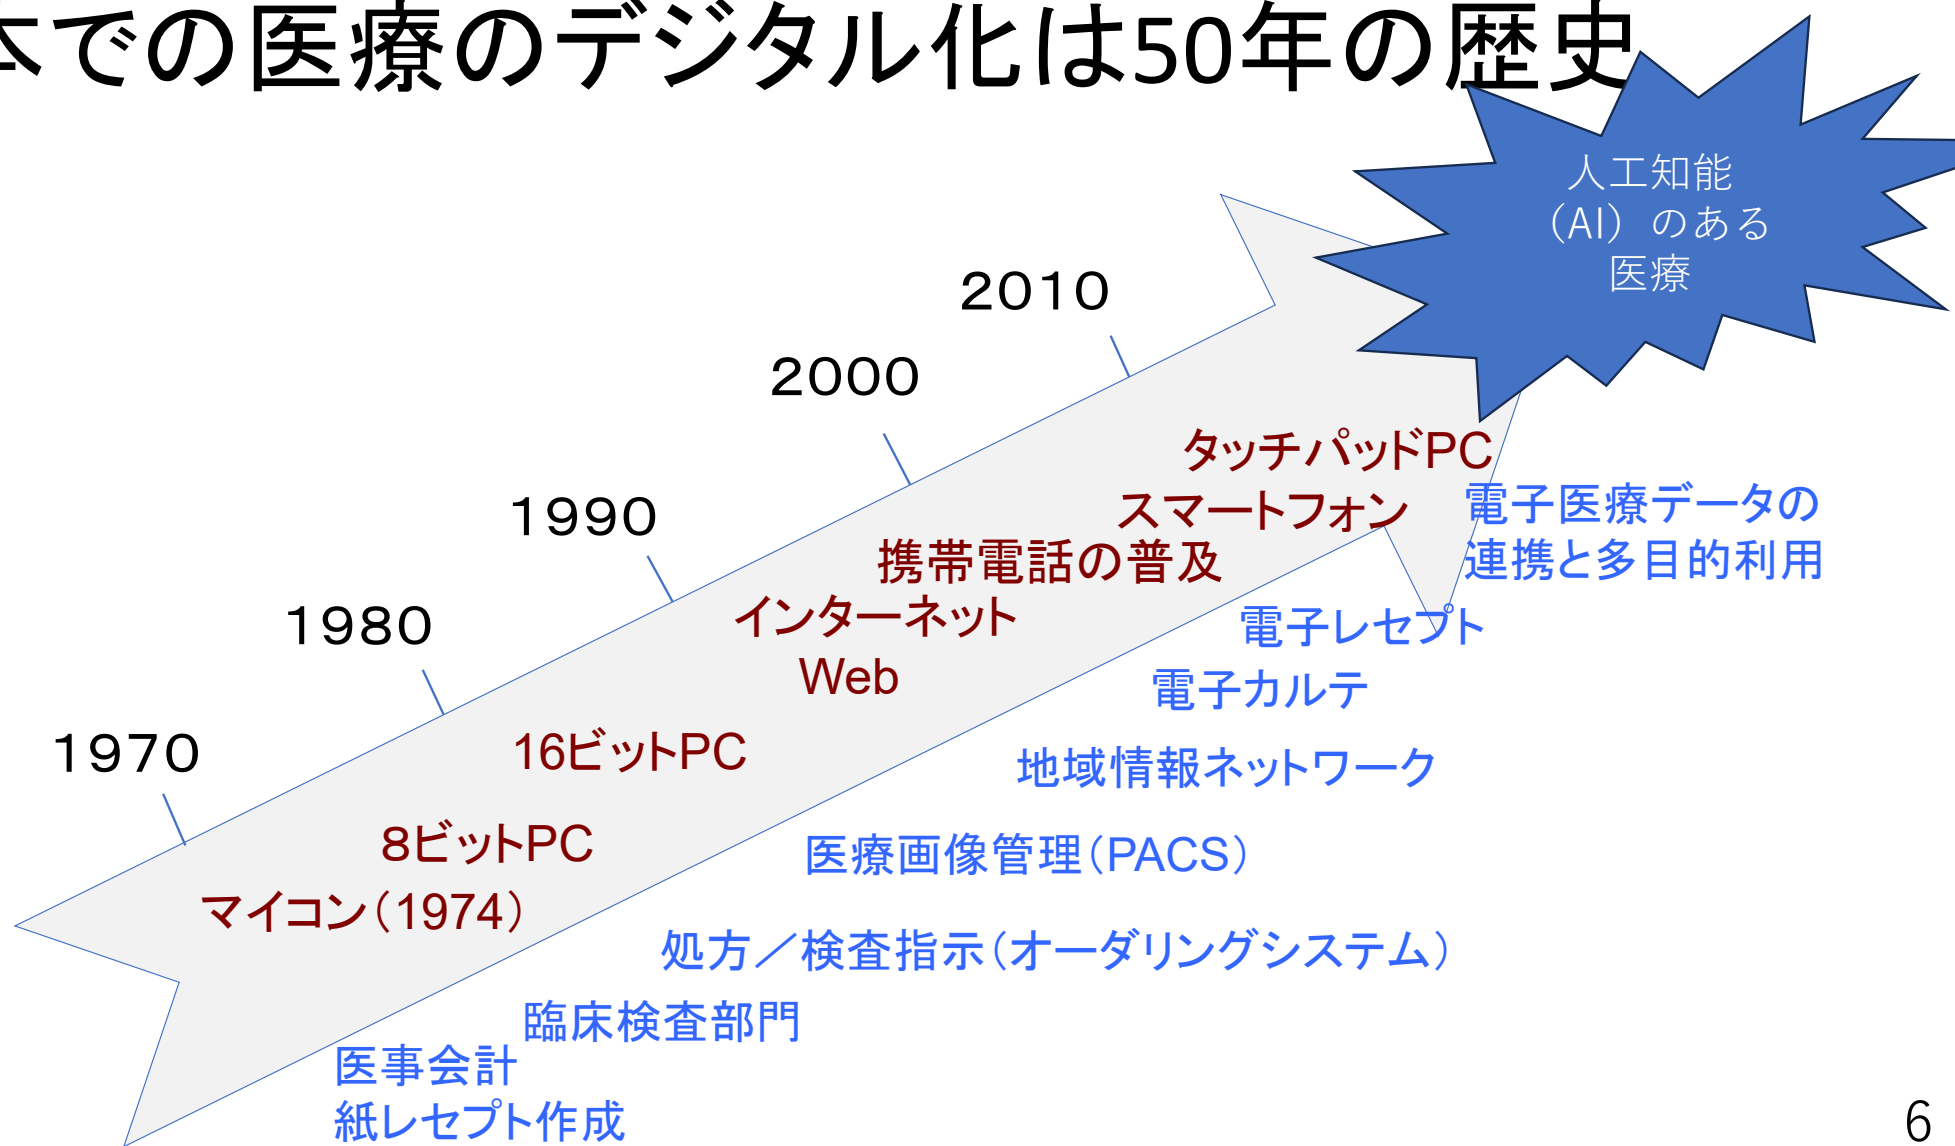 本での医療のデジタル化は50年の歴史
人工知能
（AI）のある
医療
２０１０
２０００
１９９０
１９８０
１９７０
タッチパッドPC
スマートフォン
携帯電話の普及
インターネット
Web
16ビットPC
８ビットPC
マイコン（1974）
電子医療データの
連携と多目的利用
電子レセプト
電子カルテ
地域情報ネットワーク
医療画像管理（PACS）
処方／検査指示（オーダリングシステム）
臨床検査部門
医事会計
紙レセプト作成
6